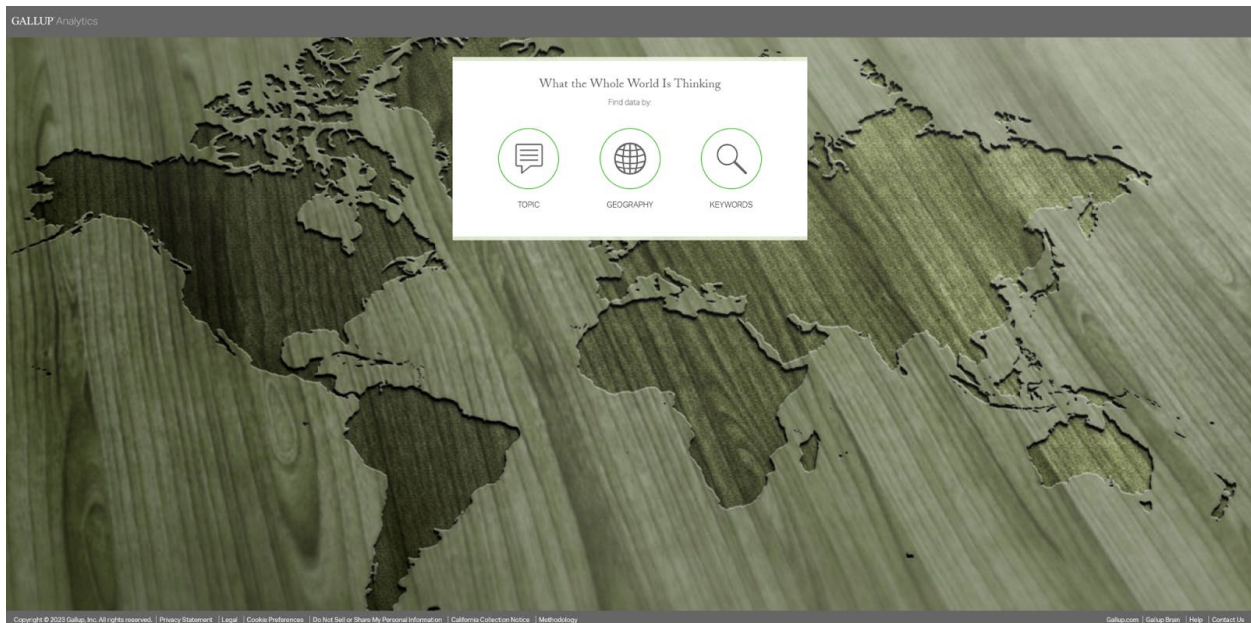 GALLUP Analytics
What the Whole World Is Thinking
Find data by:
TOPIC GEOGRAPHY KEYWORDS
Copyright © 2023 Gallup, Inc. All rights reserved. | Privacy Statement | Legal | Cookie Preferences | Do Not Sell or Share My Personal Information | California Collection Notice | Methodology Gallup.com | Gallup Brain | Help | Contact Us